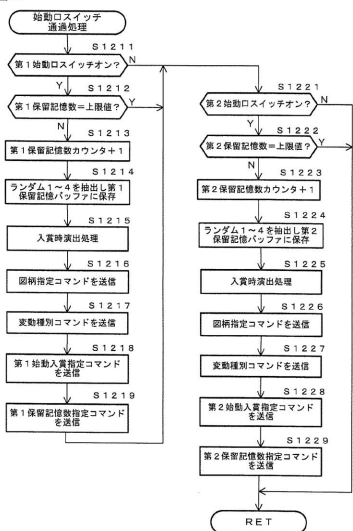 始動口スイッチ
通過処理
S1211
第1始動口スイッチオン?
N
Y
S1212
第1保留記憶数=上限値?
Y
N
S1213
第1保留記憶数カウンタ+1
S1214
ランダム1～4を抽出し第1
保留記憶バッファに保存
S1215
入賞時演出処理
S1216
図柄指定コマンドを送信
S1217
変動種別コマンドを送信
S1218
第1始動入賞指定コマンド
を送信
S1219
第1保留記憶数指定コマンド
を送信
S1221
第2始動口スイッチオン?
N
Y
S1222
第2保留記憶数=上限値?
Y
N
S1223
第2保留記憶数カウンタ+1
S1224
ランダム1～4を抽出し第2
保留記憶バッファに保存
S1225
入賞時演出処理
S1226
図柄指定コマンドを送信
S1227
変動種別コマンドを送信
S1228
第2始動入賞指定コマンド
を送信
S1229
第2保留記憶数指定コマンド
を送信
RET